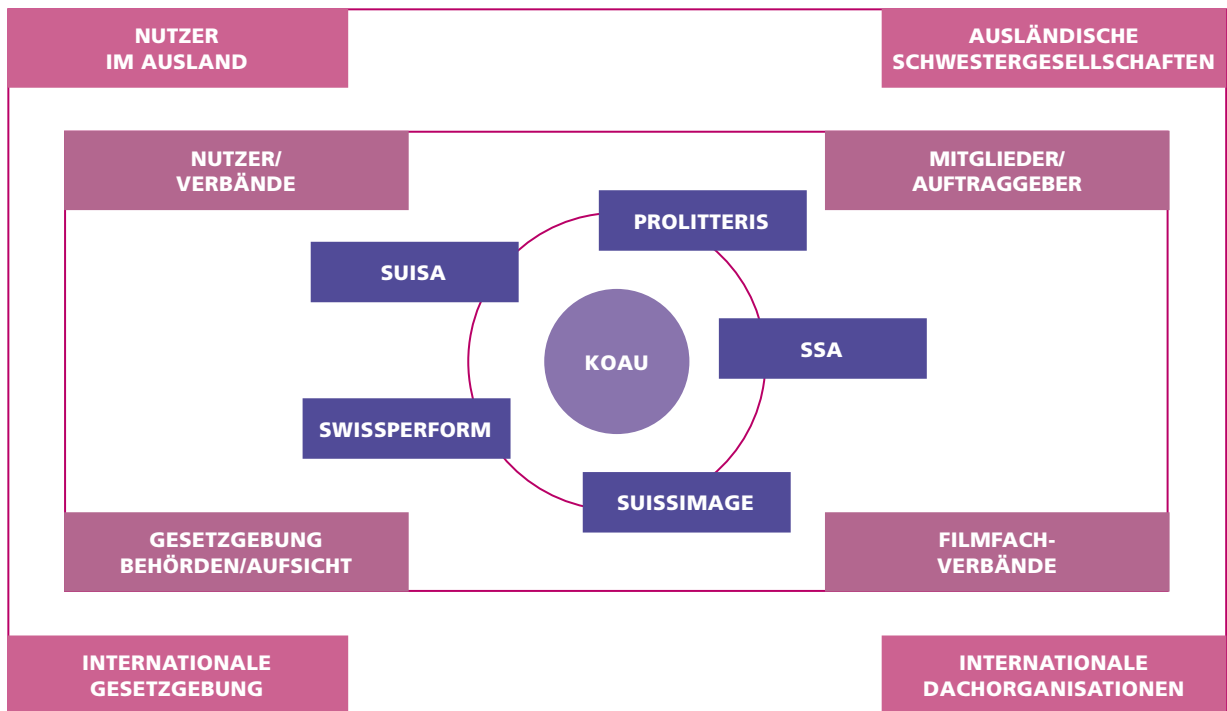 NUTZER
IM AUSLAND
AUSLÄNDISCHE
SCHWESTERGESELLSCHAFTEN
NUTZER/
VERBÄNDE
MITGLIEDER/
AUFTRAGGEBER
PROLITTERIS
SUISA
SSA
KOAU
SWISSPERFORM
SUISSIMAGE
GESETZGEBUNG
BEHÖRDEN/AUFSICHT
FILMFACH-
VERBÄNDE
INTERNATIONALE
GESETZGEBUNG
INTERNATIONALE
DACHORGANISATIONEN